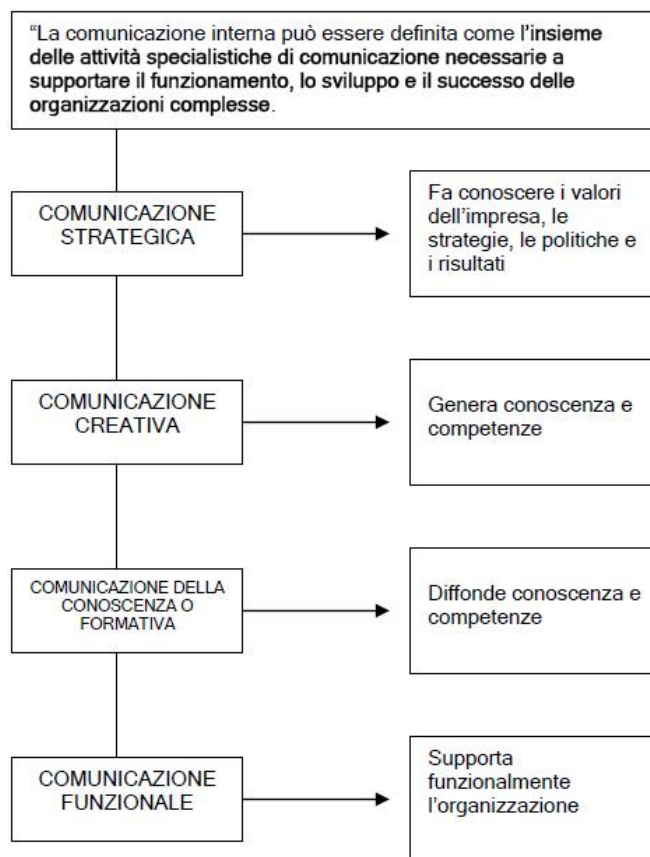 “La comunicazione interna può essere definita come l’insieme
delle attività specialistiche di comunicazione necessarie a
supportare il funzionamento, lo sviluppo e il successo delle
organizzazioni complesse.
COMUNICAZIONE
STRATEGICA
Fa conoscere i valori
dell’impresa, le
strategie, le politiche e
i risultati
COMUNICAZIONE
CREATIVA
Genera conoscenza e
competenze
COMUNICAZIONE DELLA
CONOSCENZA O
FORMATIVA
Diffonde conoscenza e
competenze
COMUNICAZIONE
FUNZIONALE
Supporta
funzionalmente
l’organizzazione